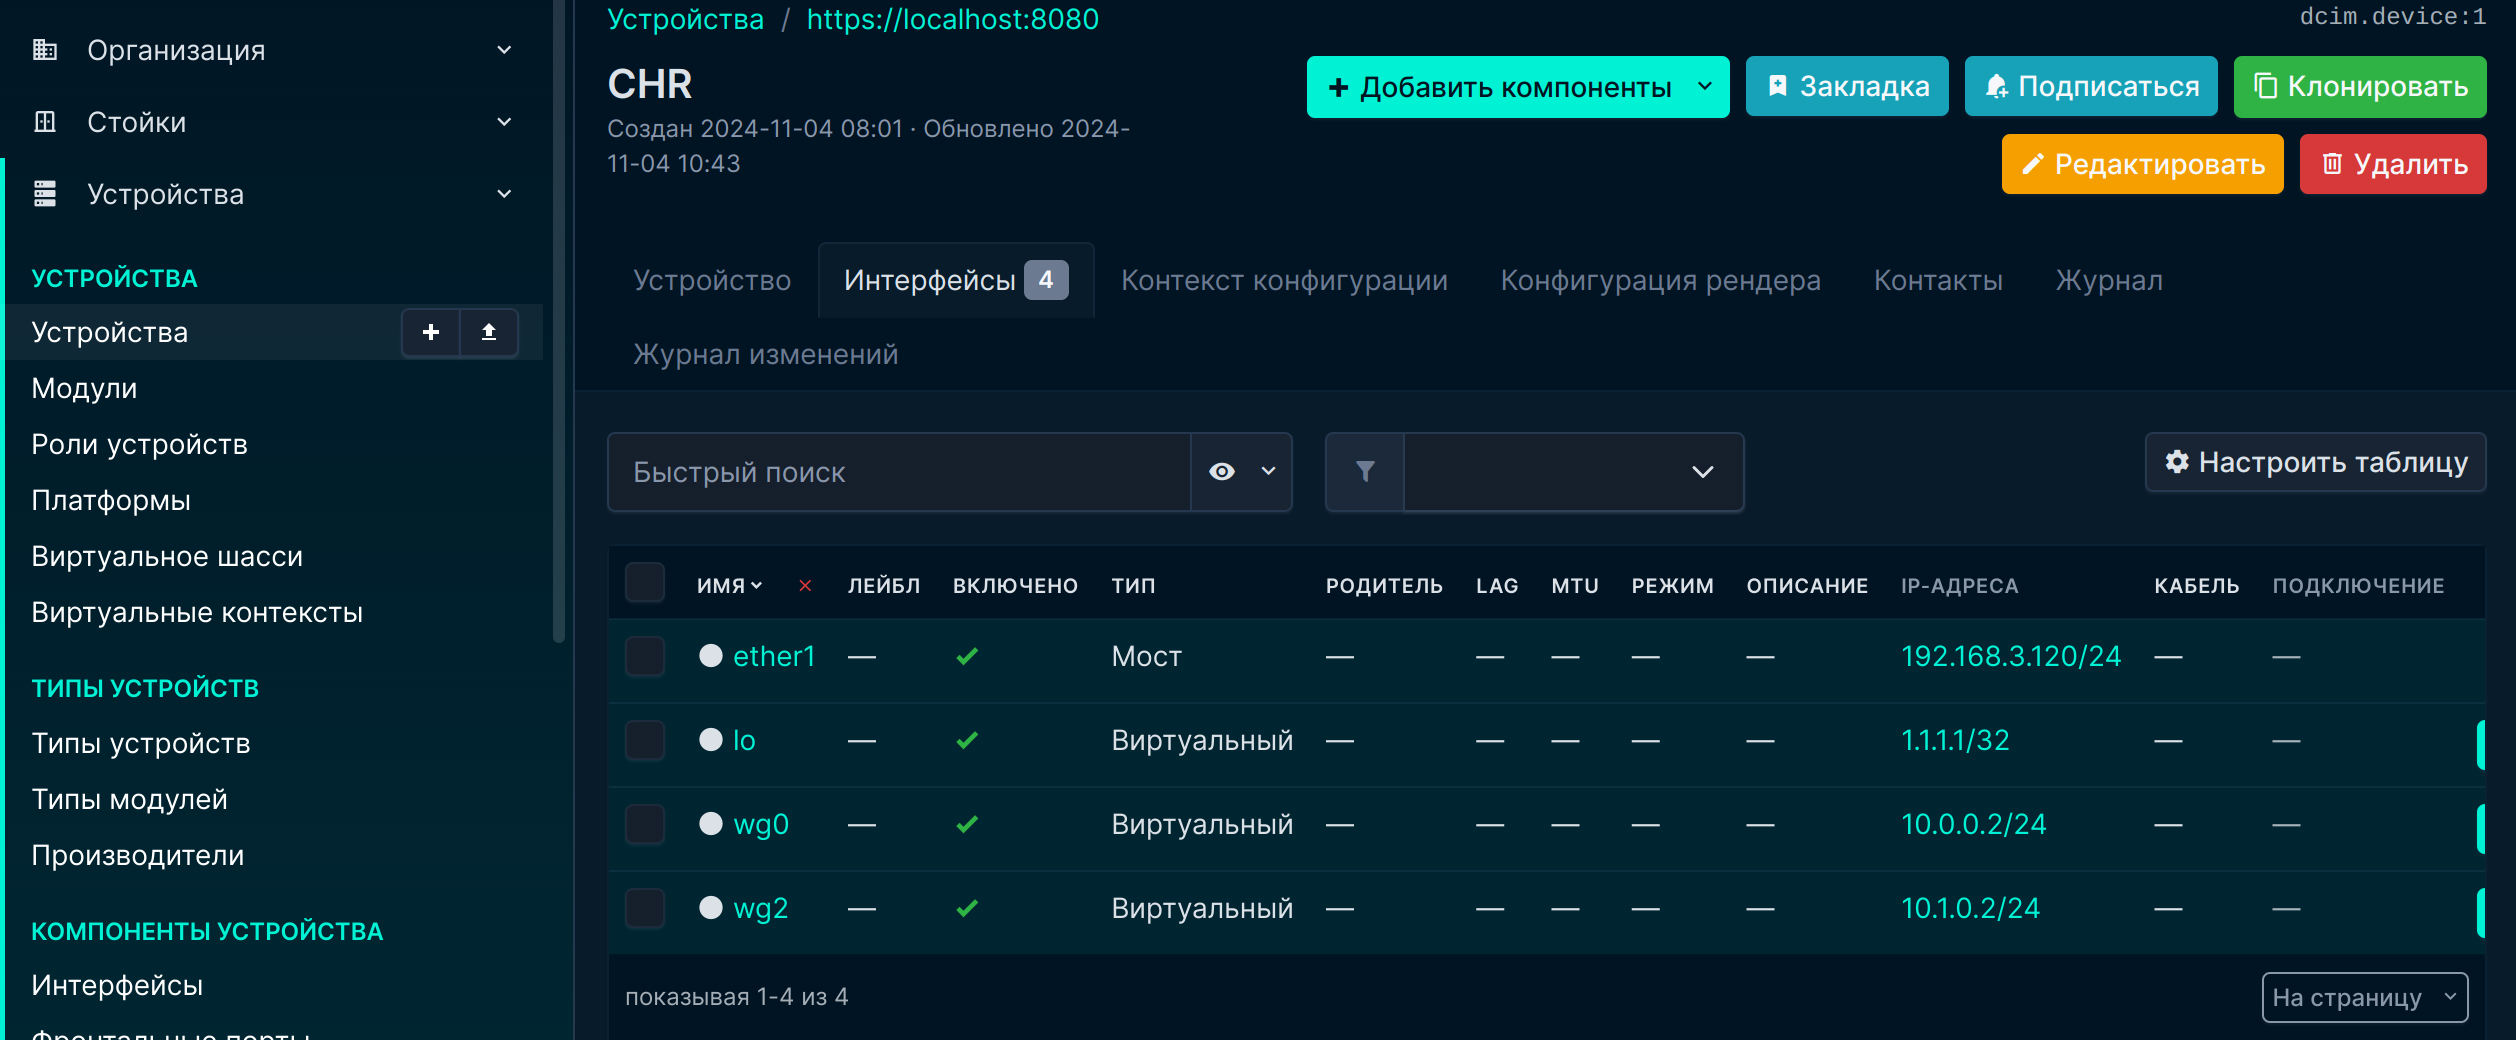 Организация
Стойки
Устройства
УСТРОЙСТВА
Устройства
Модули
Роли устройств
Платформы
Виртуальное шасси
Виртуальные контексты
ТИПЫ УСТРОЙСТВ
Типы устройств
Типы модулей
Производители
КОМПОНЕНТЫ УСТРОЙСТВА
Интерфейсы
Фронтальные порты
Устройства / https://localhost:8080
dcim.device:1
CHR
Создан 2024-11-04 08:01 · Обновлено 2024-
11-04 10:43
+ Добавить компоненты
Закладка
Подписаться
Клонировать
Редактировать
Удалить
Устройство Интерфейсы 4 Контекст конфигурации Конфигурация рендера Контакты Журнал
Журнал изменений
Быстрый поиск
Настроить таблицу
ИМЯ ЛЕЙБЛ ВКЛЮЧЕНО ТИП РОДИТЕЛЬ LAG MTU РЕЖИМ ОПИСАНИЕ IP-АДРЕСА КАБЕЛЬ ПОДКЛЮЧЕНИЕ
ether1 — Мост — — — — — 192.168.3.120/24 — —
lo — Виртуальный — — — — — 1.1.1.1/32 — —
wg0 — Виртуальный — — — — — 10.0.0.2/24 — —
wg2 — Виртуальный — — — — — 10.1.0.2/24 — —
показывая 1-4 из 4
На страницу